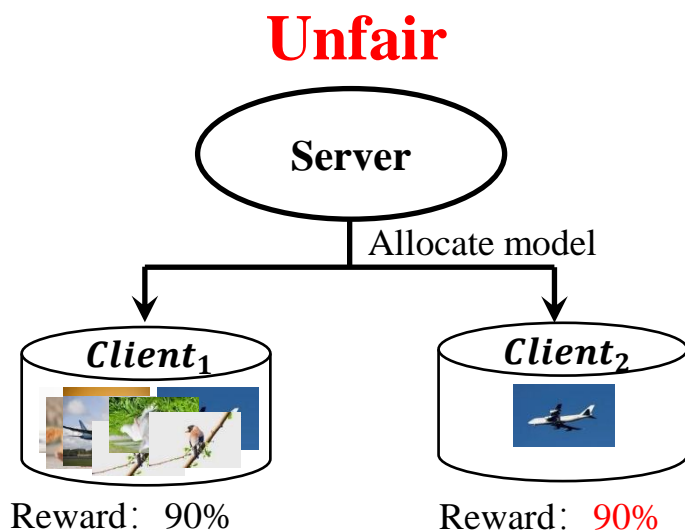 Unfair
Server
Allocate model
Client₁
Client₂
Reward： 90%
Reward： 90%